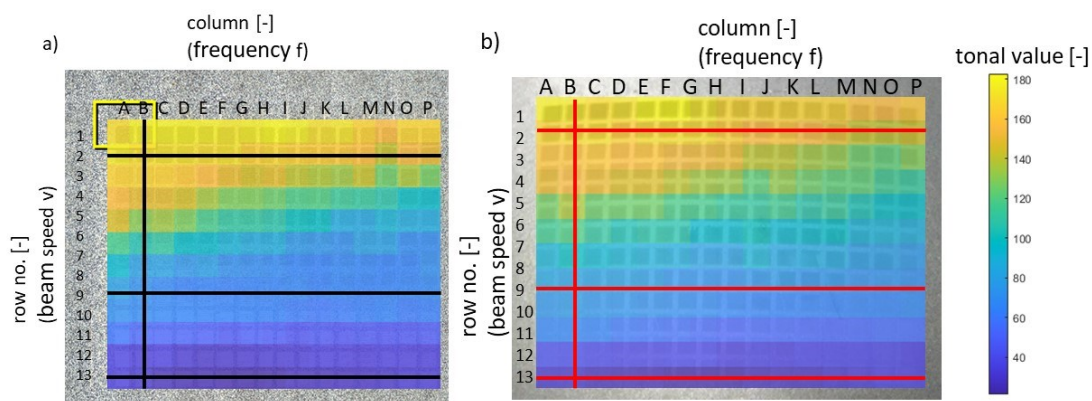 column [-]
(frequency f)
a)
A B C D E F G H I J K L M N O P
row no. [-]
(beam speed v)
1
2
3
4
5
6
7
8
9
10
11
12
13
column [-]
(frequency f)
b)
A B C D E F G H I J K L M N O P
row no. [-]
(beam speed v)
1
2
3
4
5
6
7
8
9
10
11
12
13
tonal value [-]
180
160
140
120
100
80
60
40